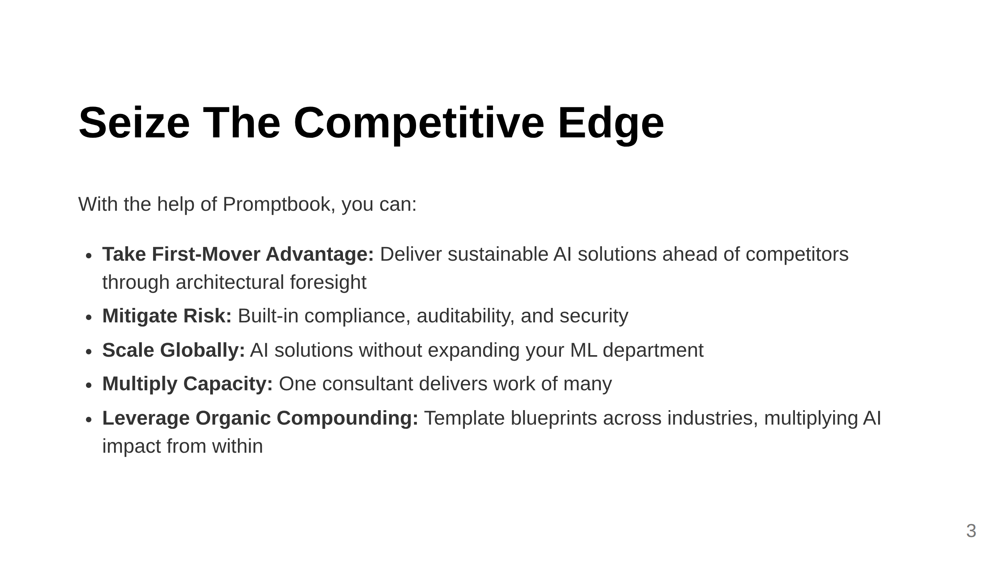 Seize The Competitive Edge
With the help of Promptbook, you can:
• Take First-Mover Advantage: Deliver sustainable AI solutions ahead of competitors
through architectural foresight
• Mitigate Risk: Built-in compliance, auditability, and security
• Scale Globally: AI solutions without expanding your ML department
• Multiply Capacity: One consultant delivers work of many
• Leverage Organic Compounding: Template blueprints across industries, multiplying AI
impact from within
3